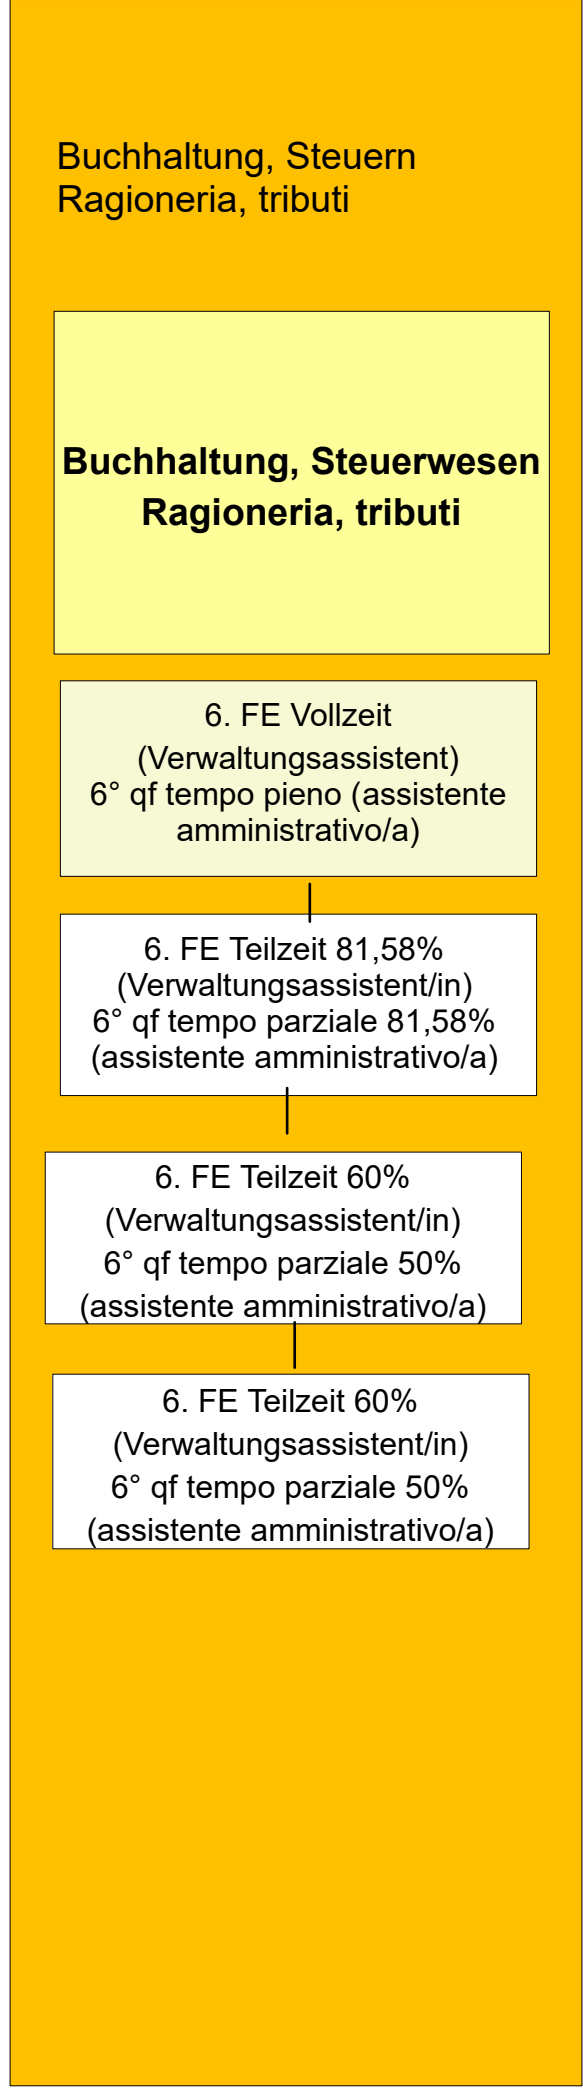 Buchhaltung, Steuern
Ragioneria, tributi
Buchhaltung, Steuerwesen
Ragioneria, tributi
6. FE Vollzeit
(Verwaltungsassistent)
6° qf tempo pieno (assistente
amministrativo/a)
6. FE Teilzeit 81,58%
(Verwaltungsassistent/in)
6° qf tempo parziale 81,58%
(assistente amministrativo/a)
6. FE Teilzeit 60%
(Verwaltungsassistent/in)
6° qf tempo parziale 50%
(assistente amministrativo/a)
6. FE Teilzeit 60%
(Verwaltungsassistent/in)
6° qf tempo parziale 50%
(assistente amministrativo/a)